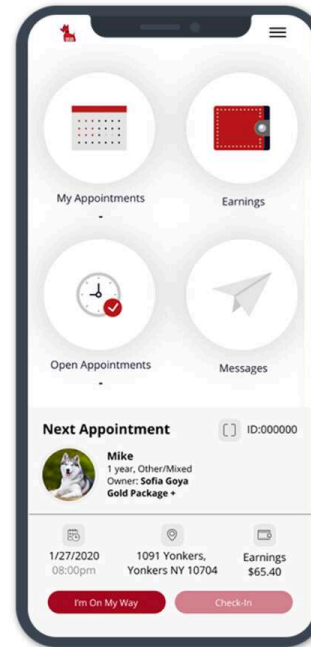 My Appointments
-
Earnings
Open Appointments
-
Messages
Next Appointment
ID:000000
Mike
1 year, Other/Mixed
Owner: Sofia Goya
Gold Package +
1/27/2020
08:00pm
1091 Yonkers,
Yonkers NY 10704
Earnings
$65.40
I'm On My Way
Check-In